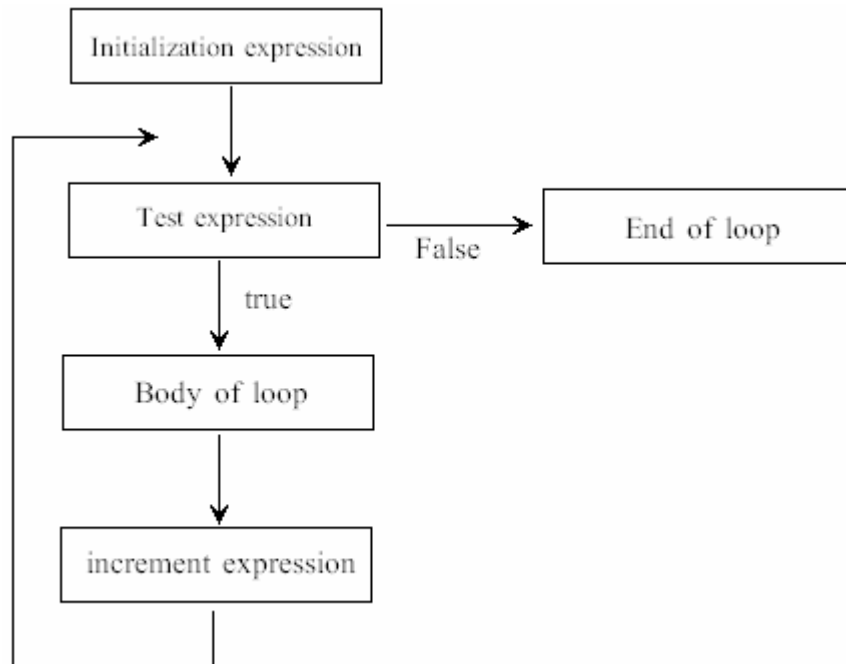 Initialization expression
Test expression
False
End of loop
true
Body of loop
increment expression